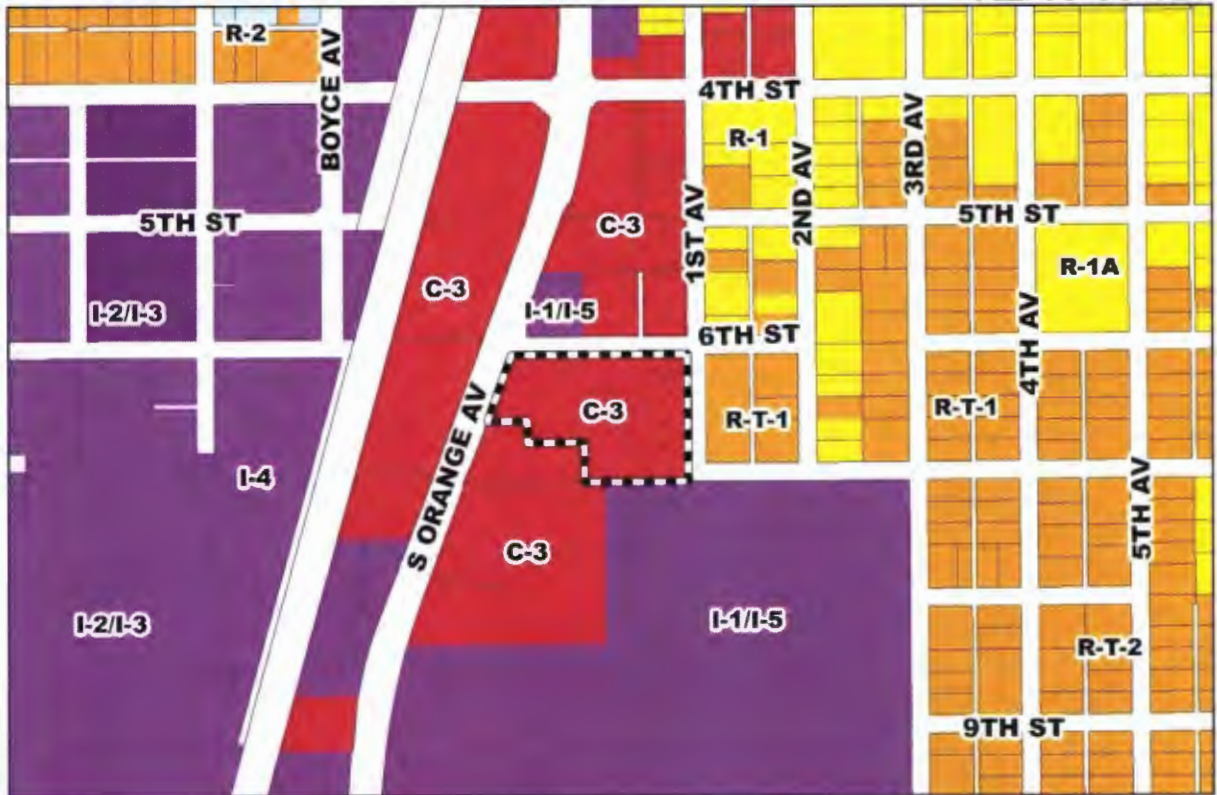 R-2
BOYCE AV
4TH ST
R-1
3RD AV
2ND AV
1ST AV
5TH ST
5TH ST
C-3
R-1A
C-3
I-2/I-3
I-1/I-5
6TH ST
4TH AV
C-3
R-T-1
R-T-1
S ORANGE AV
I-4
5TH AV
C-3
I-2/I-3
I-1/I-5
R-T-2
9TH ST